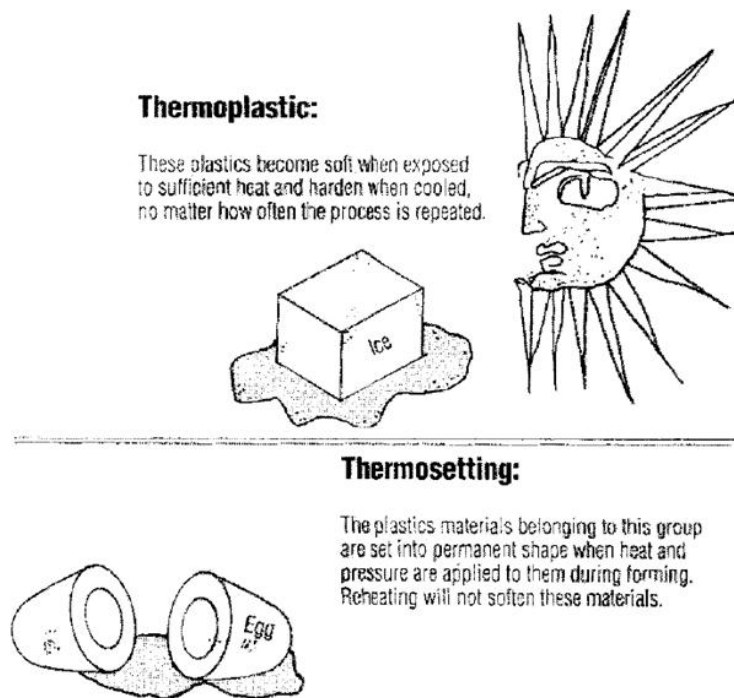 Thermoplastic:
These plastics become soft when exposed
to sufficient heat and harden when cooled,
no matter how often the process is repeated.
Ice
Thermosetting:
The plastics materials belonging to this group
are set into permanent shape when heat and
pressure are applied to them during forming.
Reheating will not soften these materials.
Egg